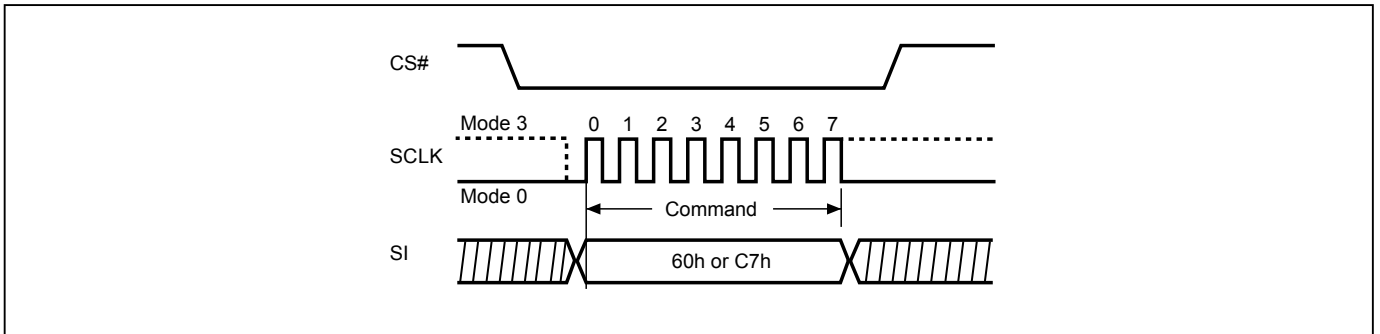 CS#
Mode 3 0 1 2 3 4 5 6 7
SCLK
Mode 0
Command
SI
60h or C7h